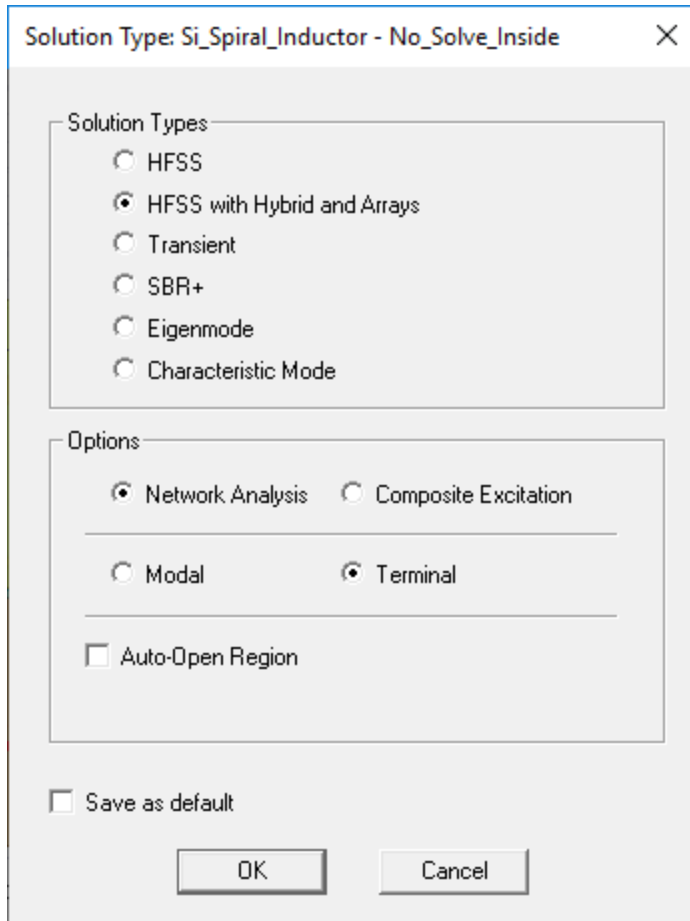 Solution Type: Si_Spiral_Inductor - No_Solve_Inside
Solution Types
HFSS
HFSS with Hybrid and Arrays
Transient
SBR+
Eigenmode
Characteristic Mode
Options
Network Analysis Composite Excitation
Modal Terminal
Auto-Open Region
Save as default
OK Cancel